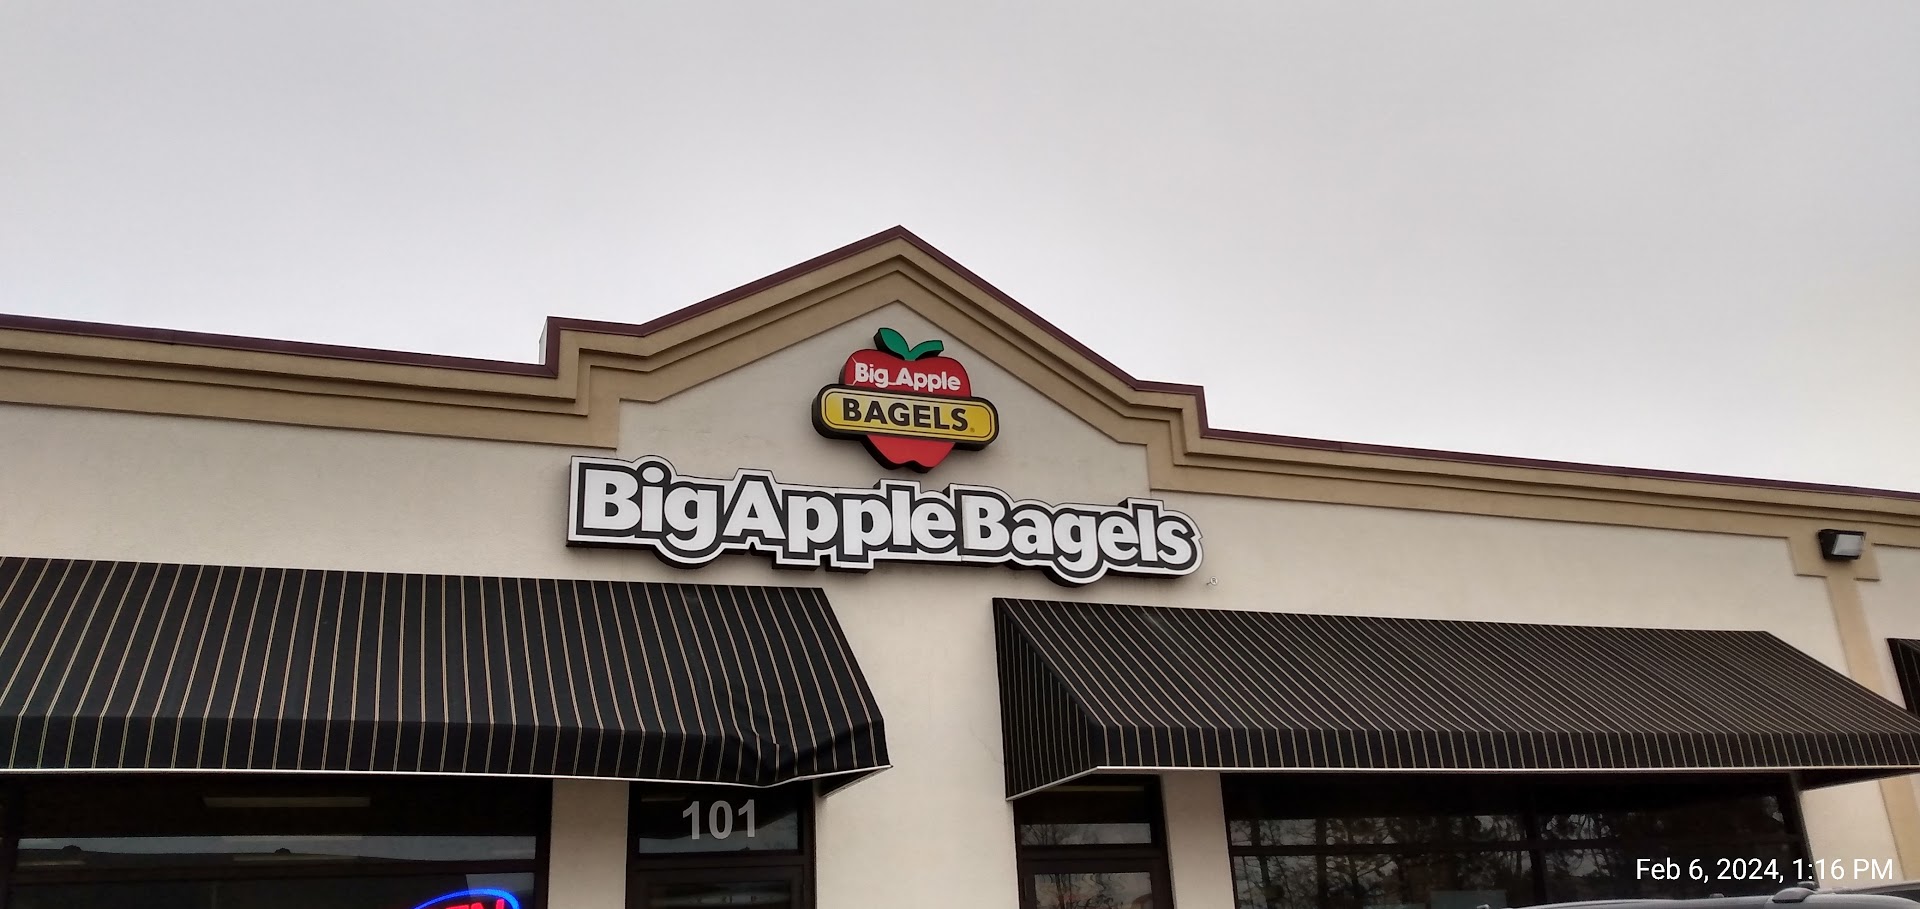 Big Apple
BAGELS
Big Apple Bagels
101
Feb 6, 2024, 1:16 PM